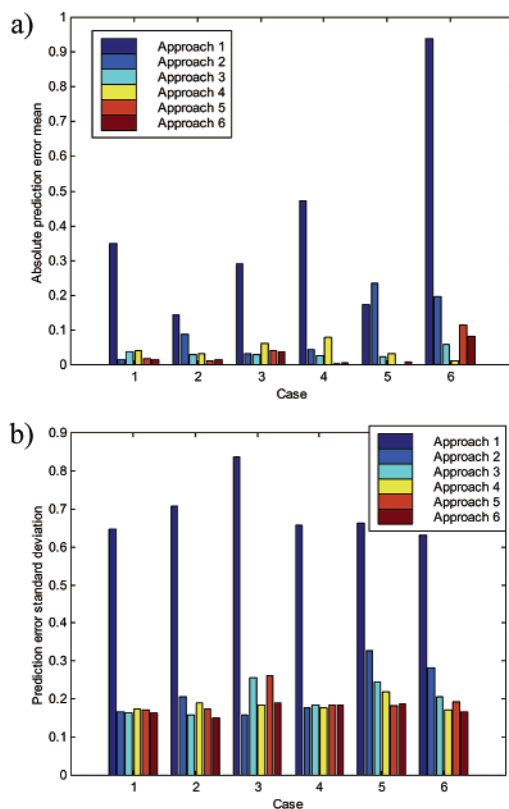 a)
Absolute prediction error mean
1
0.9
0.8
0.7
0.6
0.5
0.4
0.3
0.2
0.1
0
Approach 1
Approach 2
Approach 3
Approach 4
Approach 5
Approach 6
1 2 3 4 5 6
Case
b)
Prediction error standard deviation
0.9
0.8
0.7
0.6
0.5
0.4
0.3
0.2
0.1
0
Approach 1
Approach 2
Approach 3
Approach 4
Approach 5
Approach 6
1 2 3 4 5 6
Case